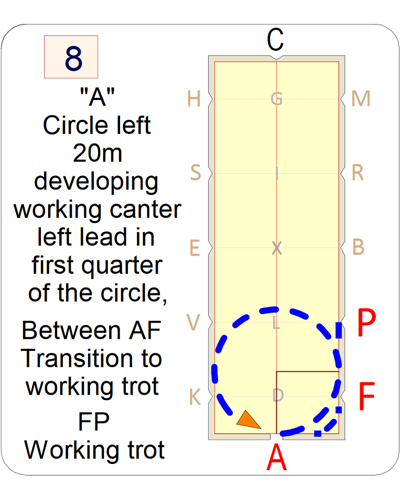 8
"A"
Circle left
20m
developing
working canter
left lead in
first quarter
of the circle,
Between AF
Transition to
working trot
FP
Working trot
C
H G M
S I R
E X B
V L P
K D F
A